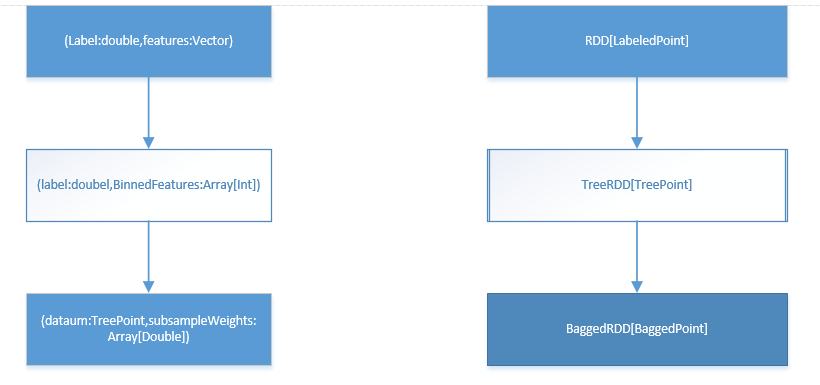 (Label:double,features:Vector)
RDD[LabeledPoint]
(label:doubel,BinnedFeatures:Array[Int])
TreeRDD[TreePoint]
(dataum:TreePoint,subsampleWeights:
Array[Double])
BaggedRDD[BaggedPoint]